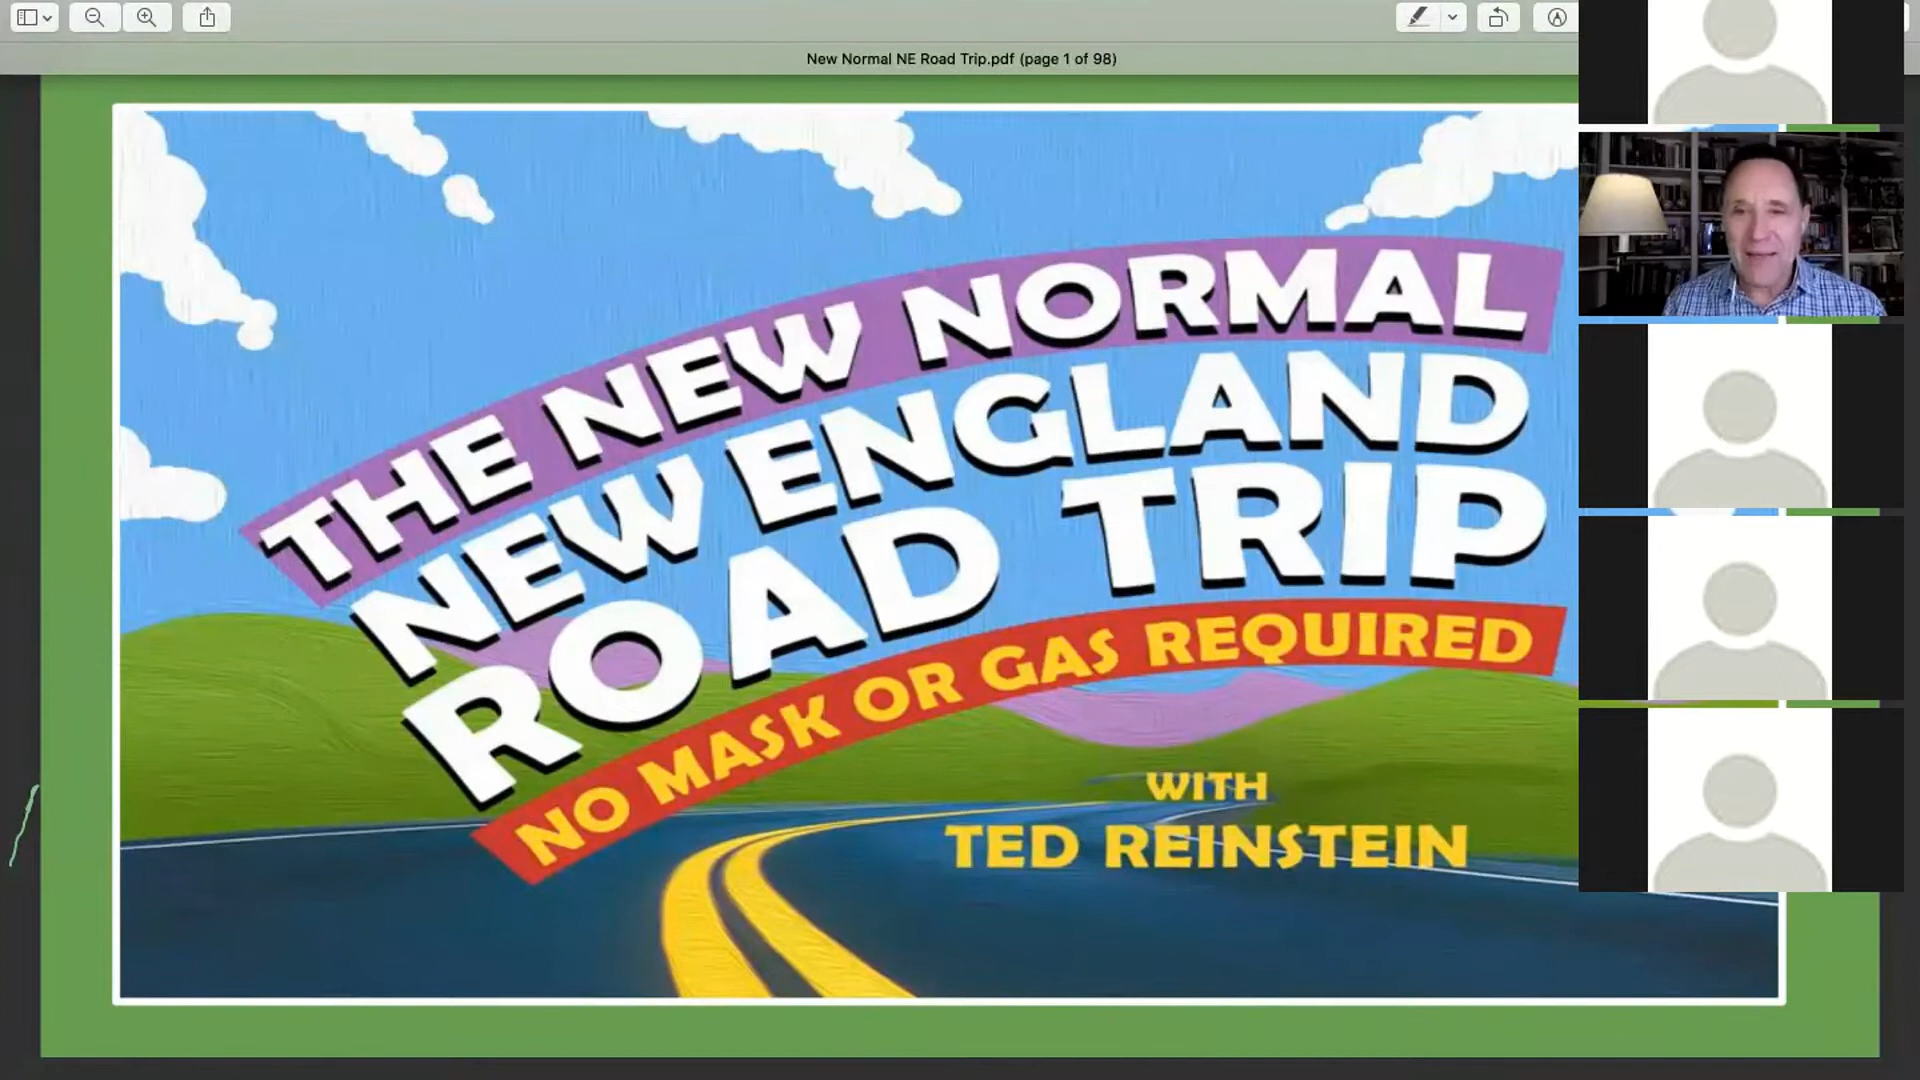 New Normal NE Road Trip.pdf (page 1 of 98)
THE NEW NORMAL
NEW ENGLAND
ROAD TRIP
NO MASK OR GAS REQUIRED
WITH
TED REINSTEIN